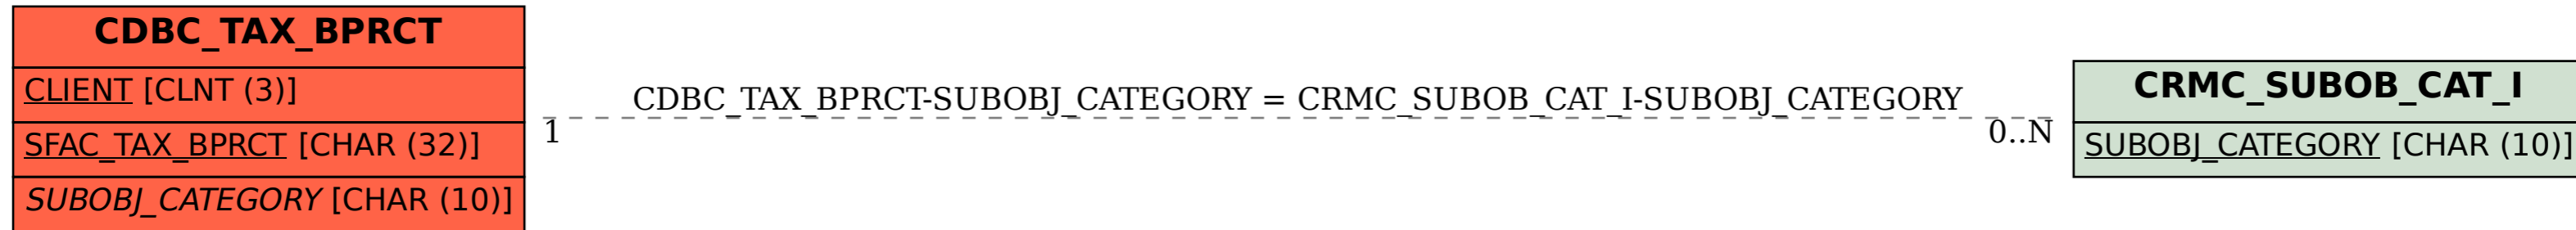 CDBC_TAX_BPRCT
CLIENT [CLNT (3)]
SFAC_TAX_BPRCT [CHAR (32)]
SUBOBJ_CATEGORY [CHAR (10)]
CDBC_TAX_BPRCT-SUBOBJ_CATEGORY = CRMC_SUBOB_CAT_I-SUBOBJ_CATEGORY
1
0..N
CRMC_SUBOB_CAT_I
SUBOBJ_CATEGORY [CHAR (10)]